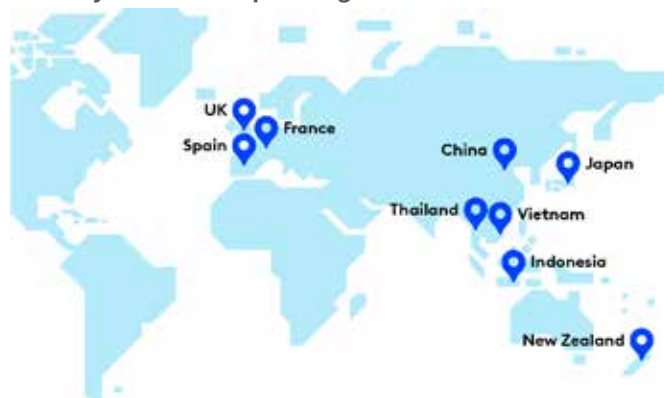 UK
France
Spain
China
Japan
Thailand
Vietnam
Indonesia
New Zealand